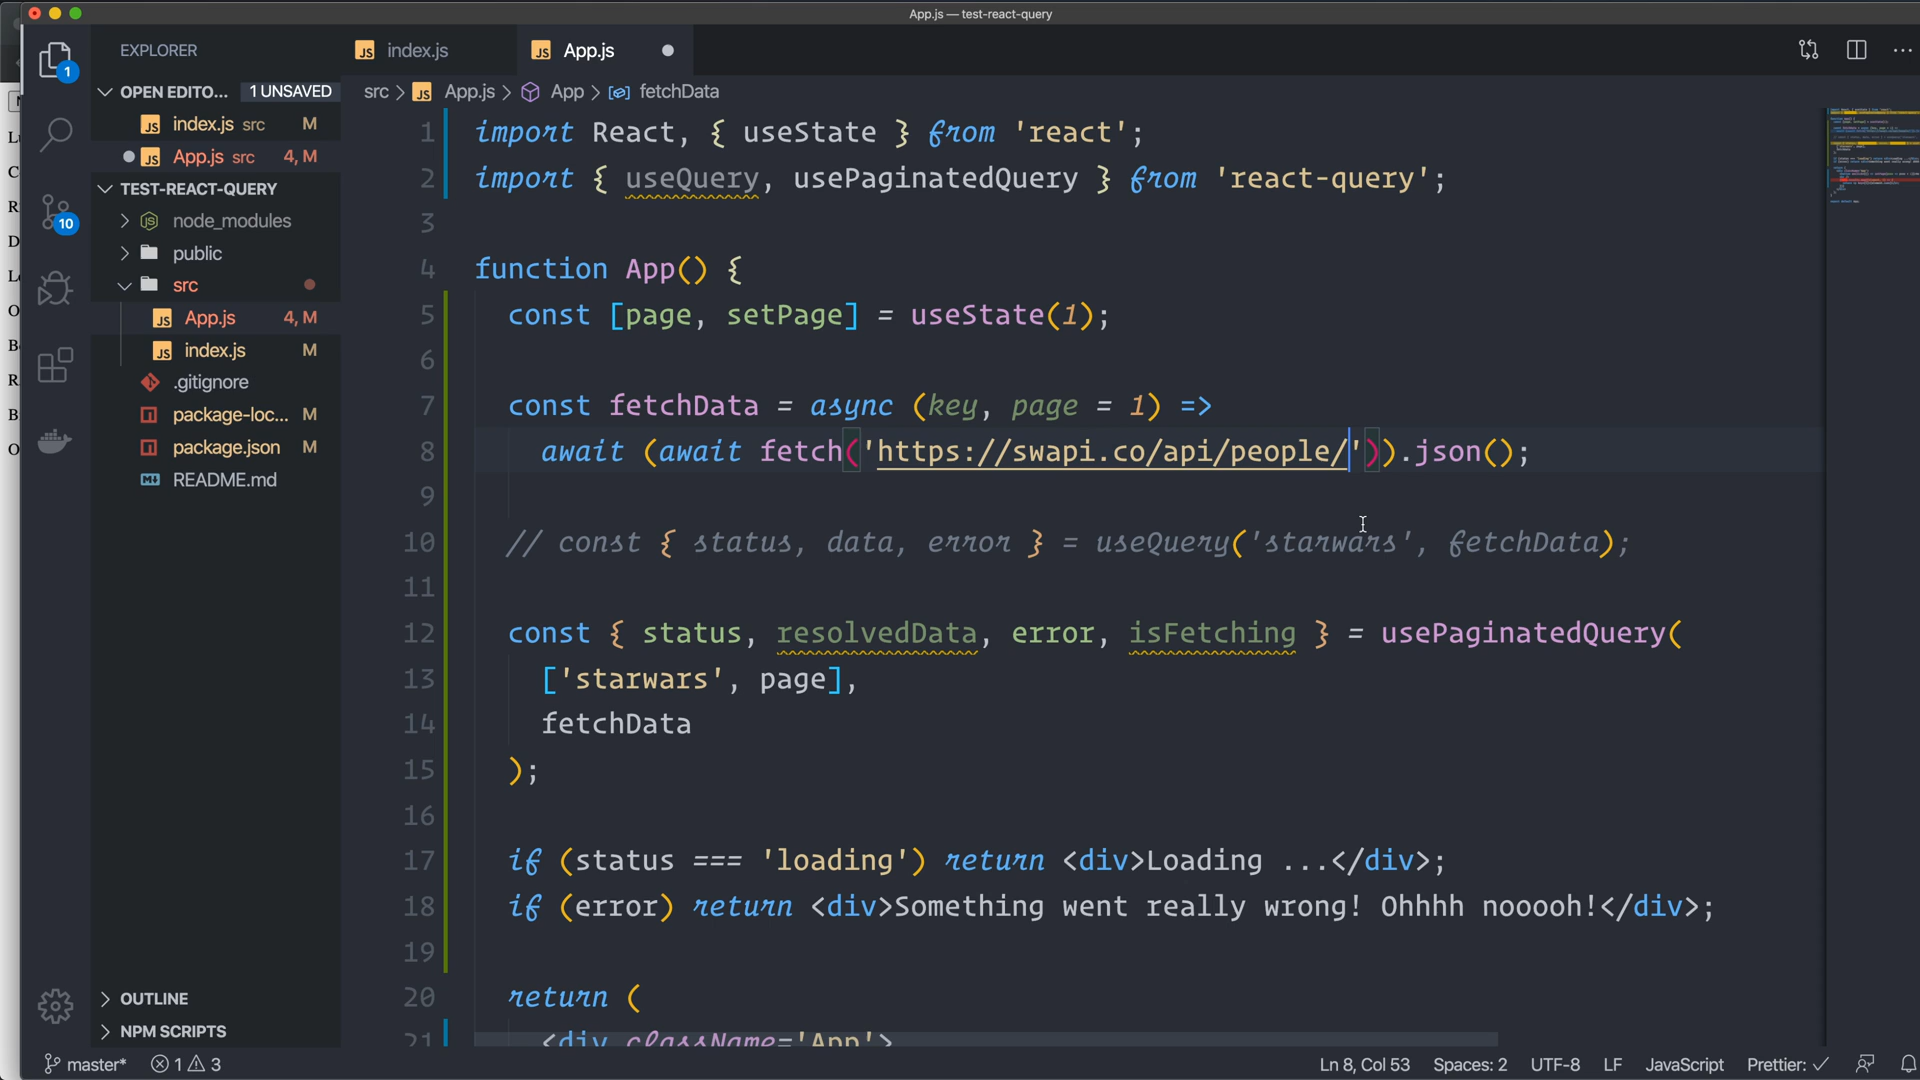 App.js — test-react-query
EXPLORER
index.js
App.js
OPEN EDITO...
1 UNSAVED
src > App.js > App > fetchData
index.js src M
App.js src 4, M
TEST-REACT-QUERY
node_modules
public
src
App.js 4, M
index.js M
.gitignore
package-loc... M
package.json M
README.md
OUTLINE
NPM SCRIPTS
1
10
1 import React, { useState } from 'react';
2 import { useQuery, usePaginatedQuery } from 'react-query';
3
4 function App() {
5 const [page, setPage] = useState(1);
6
7 const fetchData = async (key, page = 1) =>
8 await (await fetch('https://swapi.co/api/people/')).json();
9
10 // const { status, data, error } = useQuery('starwars', fetchData);
11
12 const { status, resolvedData, error, isFetching } = usePaginatedQuery(
13 ['starwars', page],
14 fetchData
15 );
16
17 if (status === 'loading') return <div>Loading ...</div>;
18 if (error) return <div>Something went really wrong! Ohhhh nooooh!</div>;
19
20 return (
21 <div className='App'>
master* 1 3
Ln 8, Col 53 Spaces: 2 UTF-8 LF JavaScript Prettier: ✓